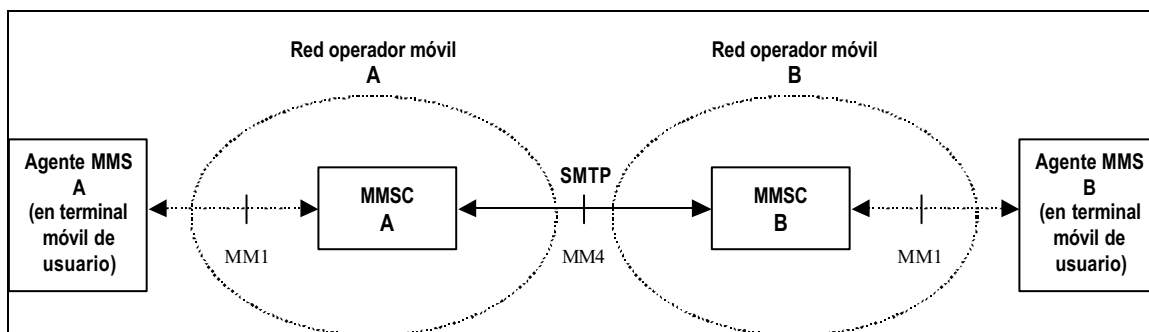 Red operador móvil
A
Red operador móvil
B
Agente MMS
A
(en terminal
móvil de
usuario)
MMSC
A
SMTP
MMSC
B
Agente MMS
B
(en terminal
móvil de
usuario)
MM1
MM4
MM1